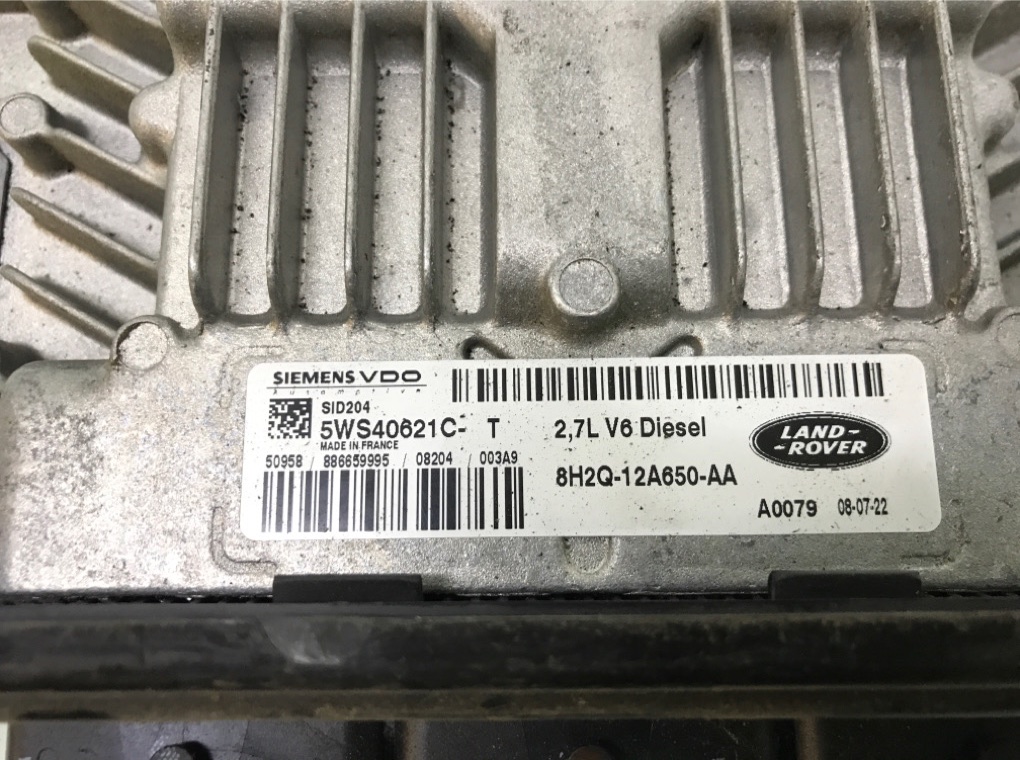 SIEMENS VDO
Automotive
SID204
5WS40621C- T
MADE IN FRANCE
50958 / 886659995 / 08204 / 003A9
2,7L V6 Diesel
8H2Q-12A650-AA
LAND-
-ROVER
A0079 08-07-22